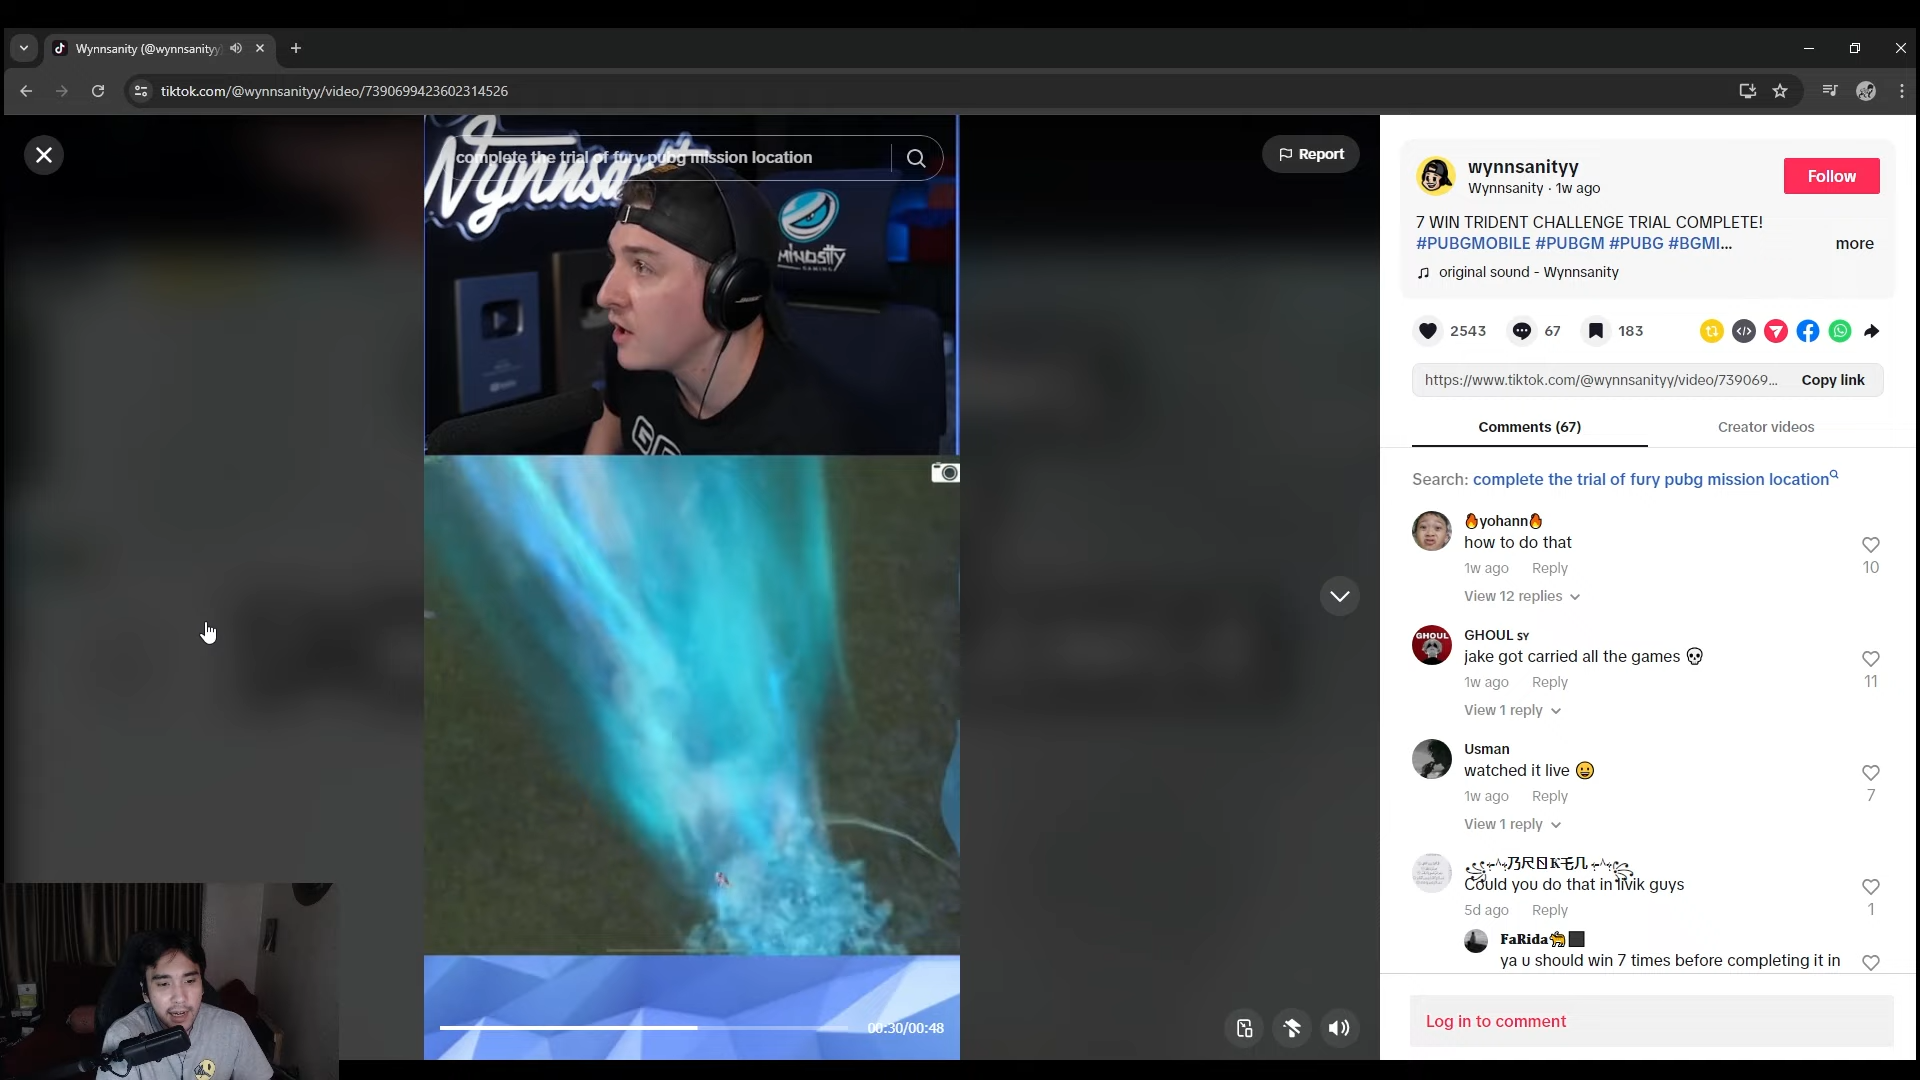 Wynnsanity (@wynnsanityy
tiktok.com/@wynnsanityy/video/7390699423602314526
complete the trial of fury pubg mission location
Report
MINDSITY
GAMING
wynnsanityy
Wynnsanity · 1w ago
Follow
7 WIN TRIDENT CHALLENGE TRIAL COMPLETE!
#PUBGMOBILE #PUBGM #PUBG #BGMI...
more
original sound - Wynnsanity
2543
67
183
https://www.tiktok.com/@wynnsanityy/video/739069...
Copy link
Comments (67)
Creator videos
Search: complete the trial of fury pubg mission location
🔥yohann🔥
how to do that
10
1w ago Reply
View 12 replies
GHOUL
GHOUL SY
jake got carried all the games 💀
11
1w ago Reply
View 1 reply
Usman
watched it live 😀
7
1w ago Reply
View 1 reply
Could you do that in livik guys
1
5d ago Reply
FaRida🐆
ya u should win 7 times before completing it in
00:30/00:48
Log in to comment